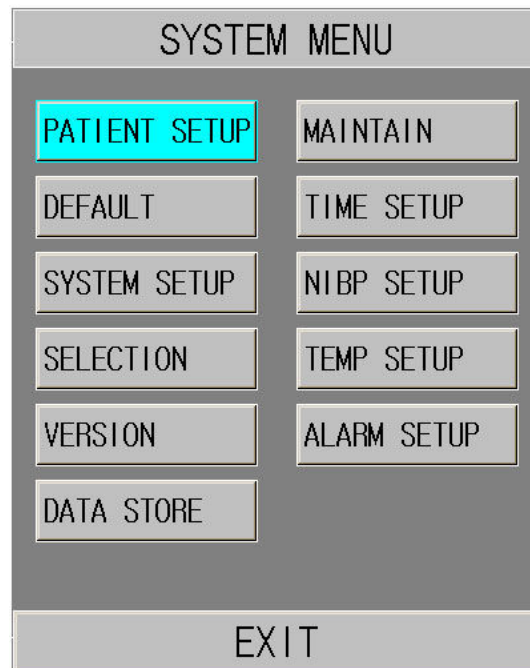 SYSTEM MENU
PATIENT SETUP
MAINTAIN
DEFAULT
TIME SETUP
SYSTEM SETUP
NIBP SETUP
SELECTION
TEMP SETUP
VERSION
ALARM SETUP
DATA STORE
EXIT